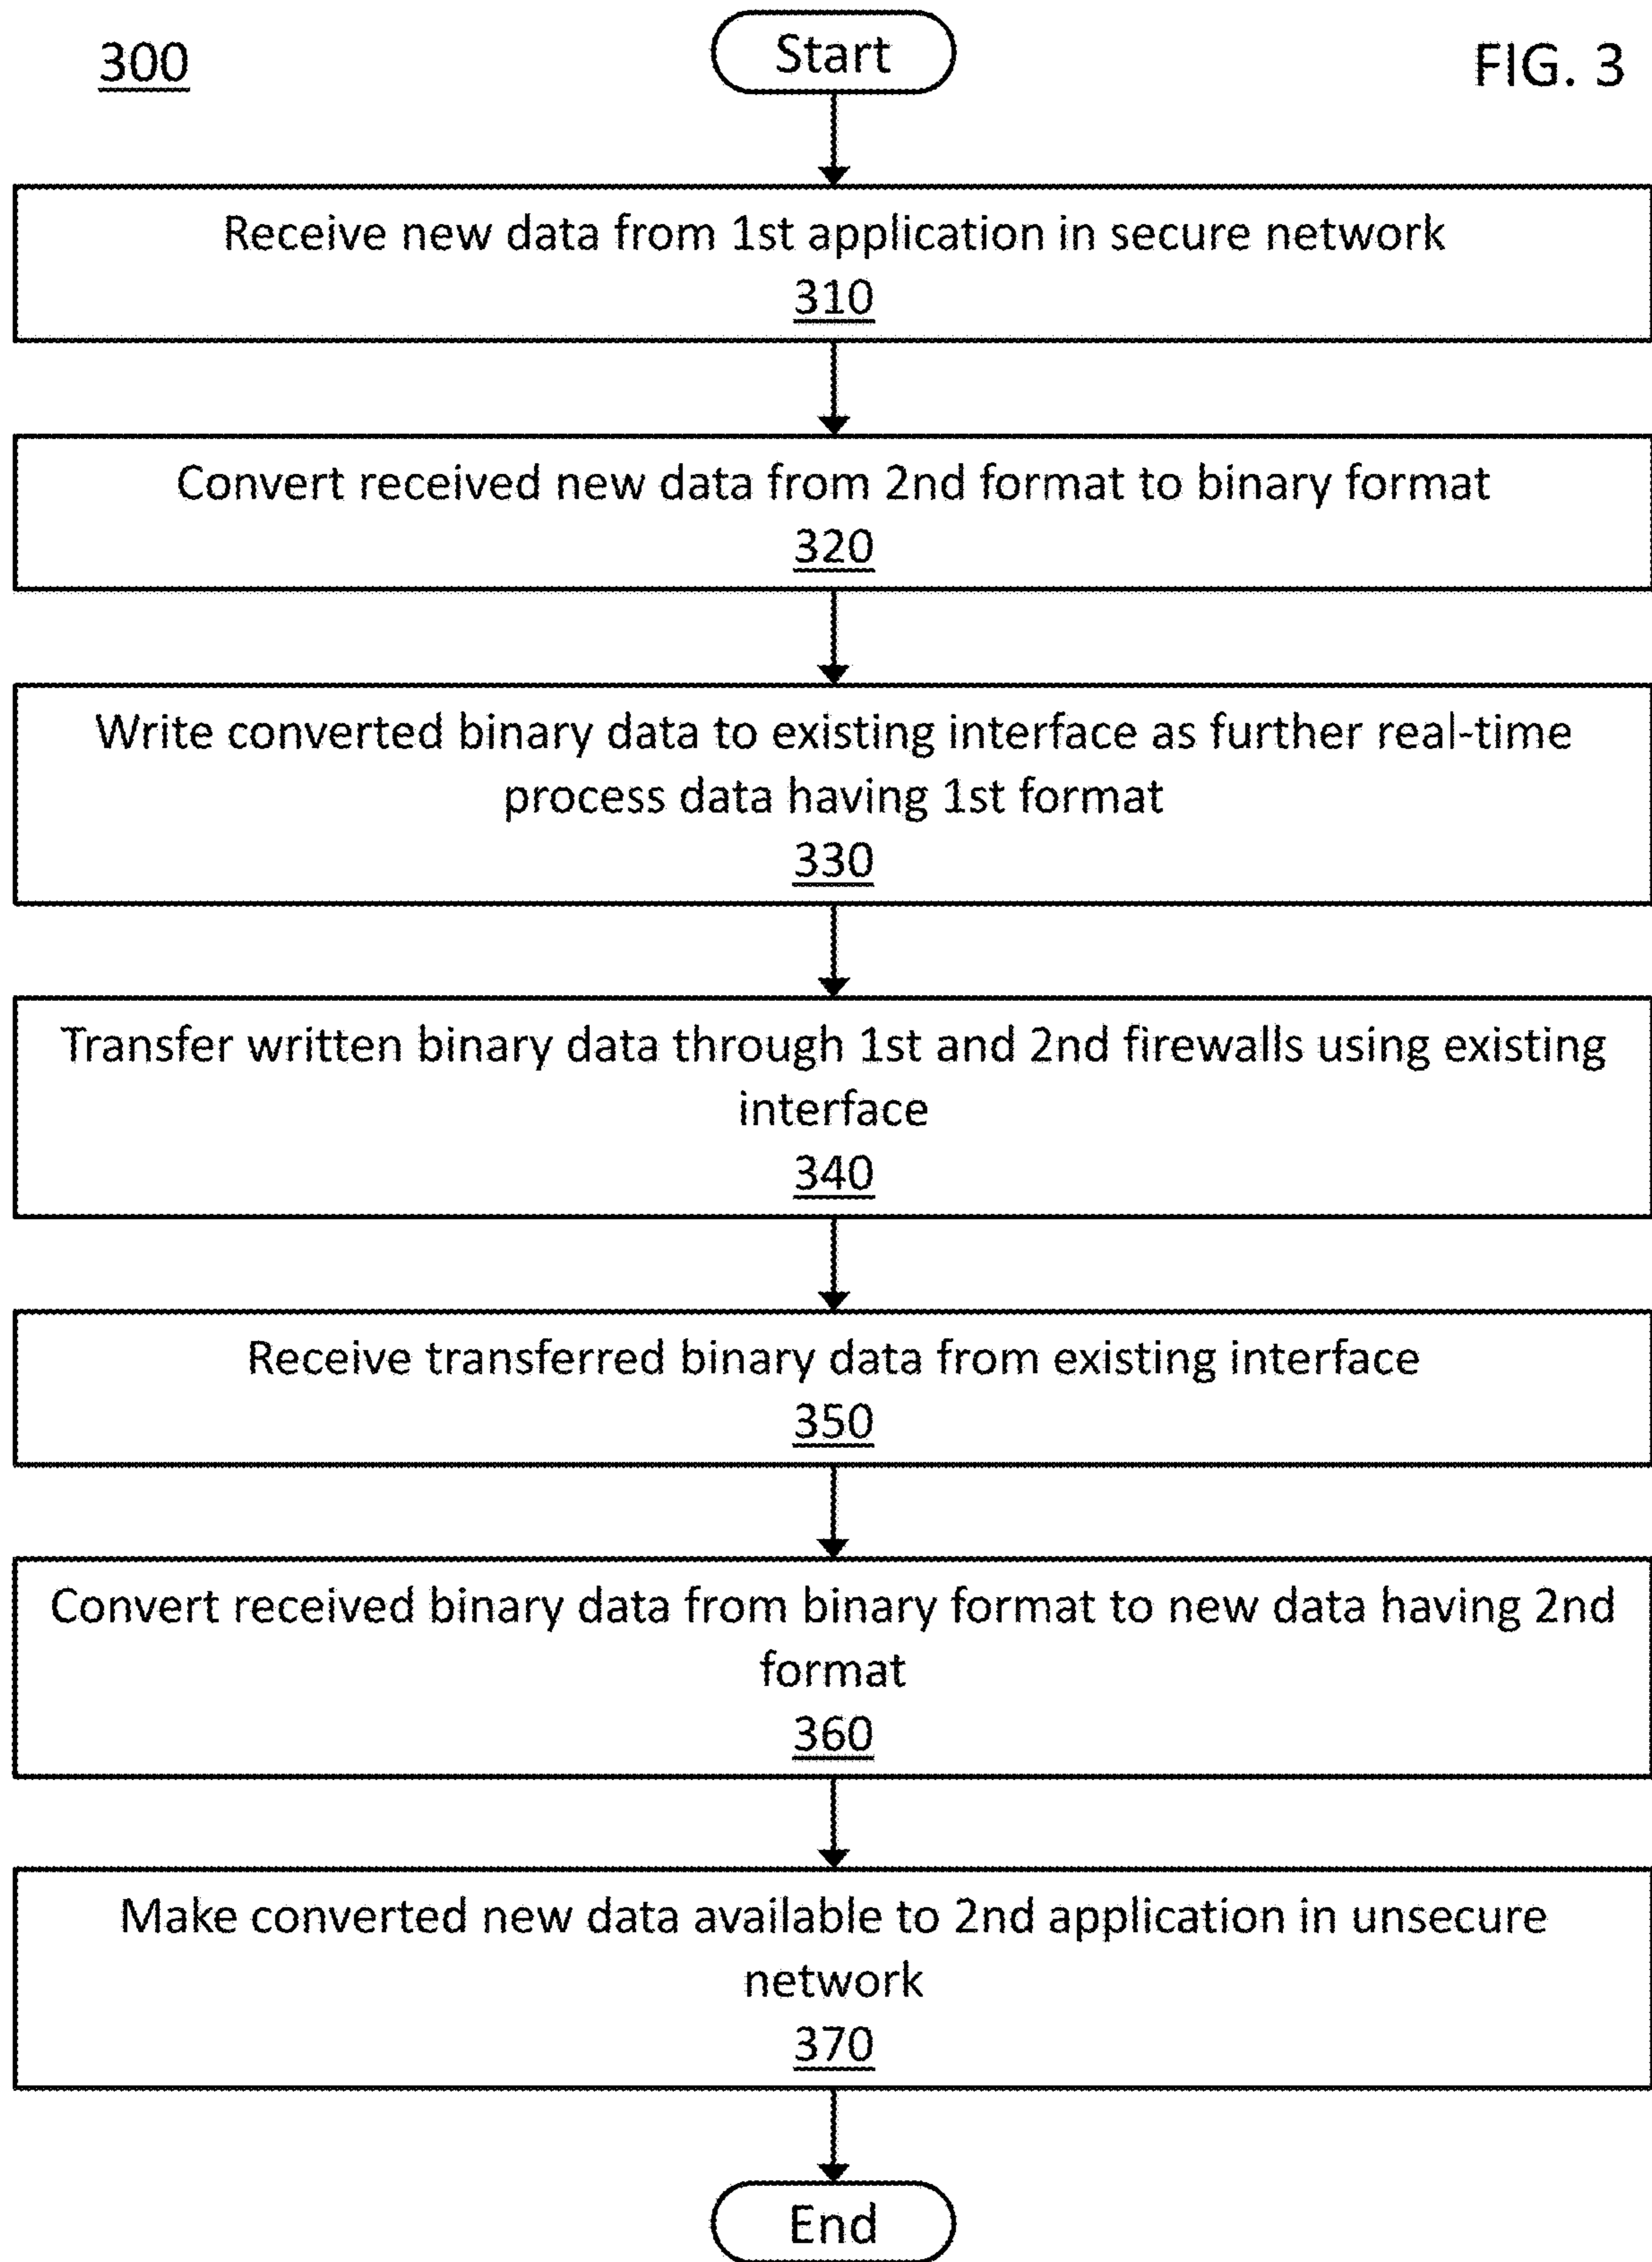 300
Start
FIG. 3
Receive new data from 1st application in secure network
310
Convert received new data from 2nd format to binary format
320
Write converted binary data to existing interface as further real-time
process data having 1st format
330
Transfer written binary data through 1st and 2nd firewalls using existing
interface
340
Receive transferred binary data from existing interface
350
Convert received binary data from binary format to new data having 2nd
format
360
Make converted new data available to 2nd application in unsecure
network
370
End